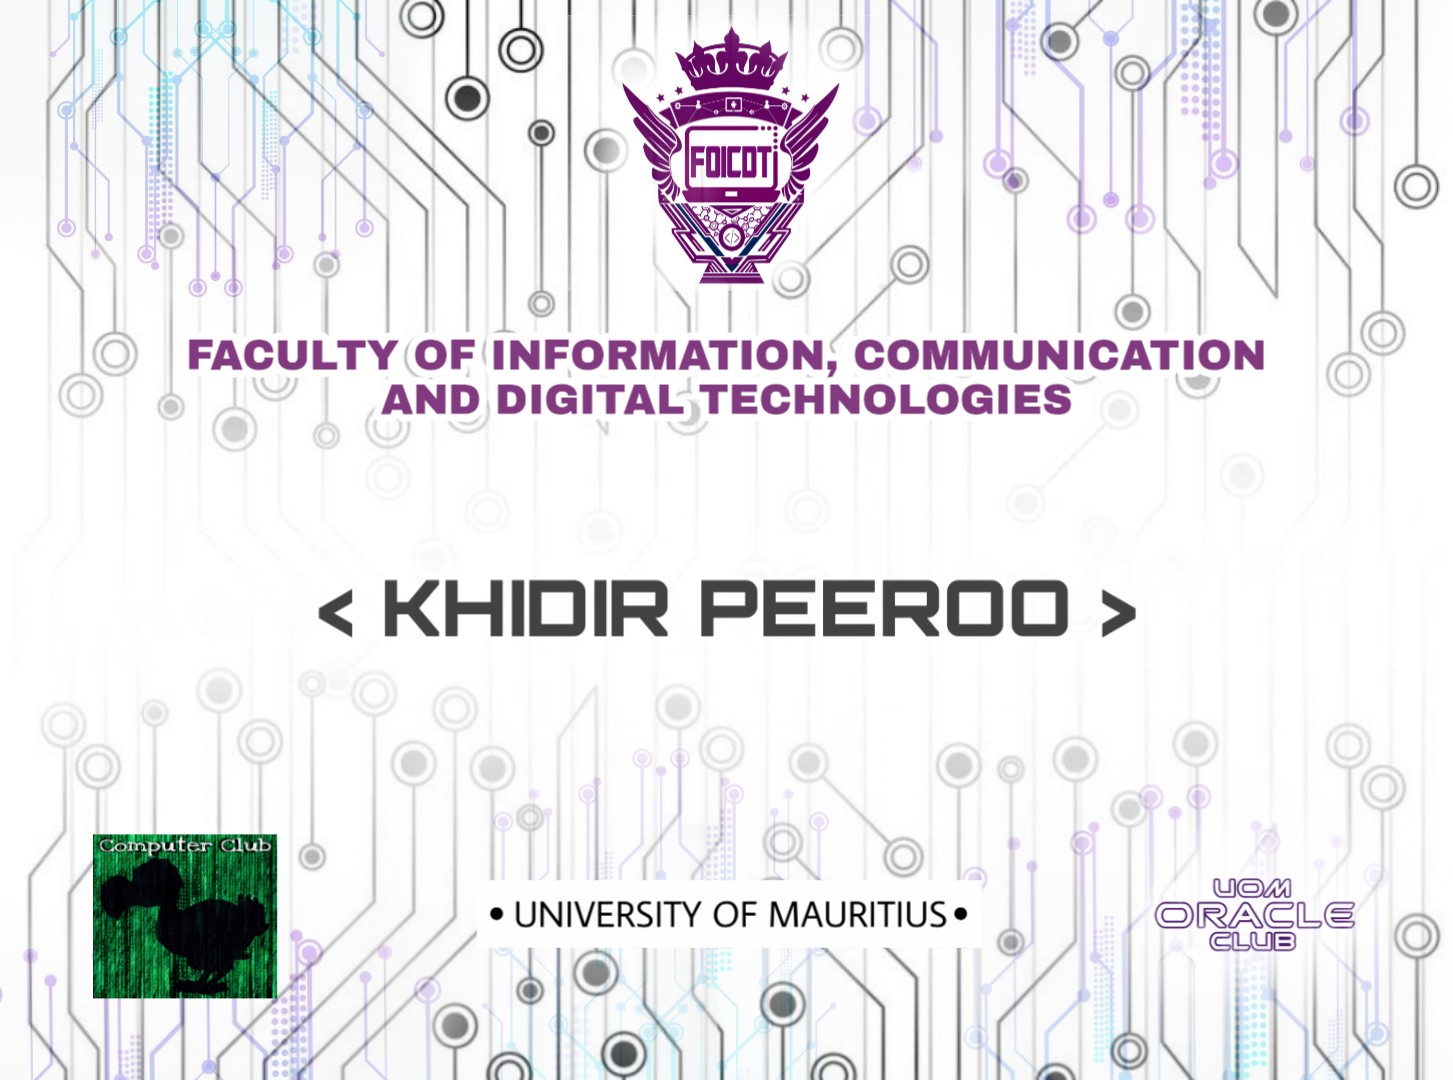 FOICDT
FACULTY OF INFORMATION, COMMUNICATION
AND DIGITAL TECHNOLOGIES
< KHIDIR PEEROO >
Computer Club
• UNIVERSITY OF MAURITIUS •
UOM
ORACLE
CLUB